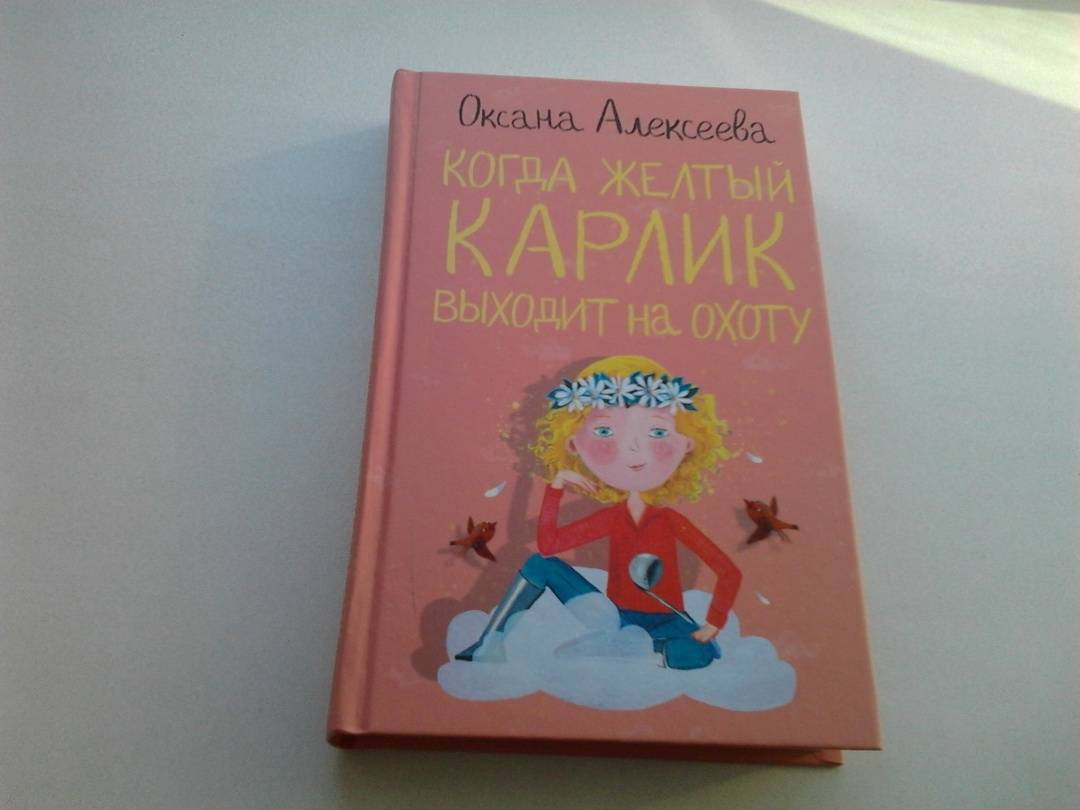 Оксана Алексеева
КОГДА ЖЕЛТЫЙ
КАРЛИК
ВЫХОДИТ НА ОХОТУ